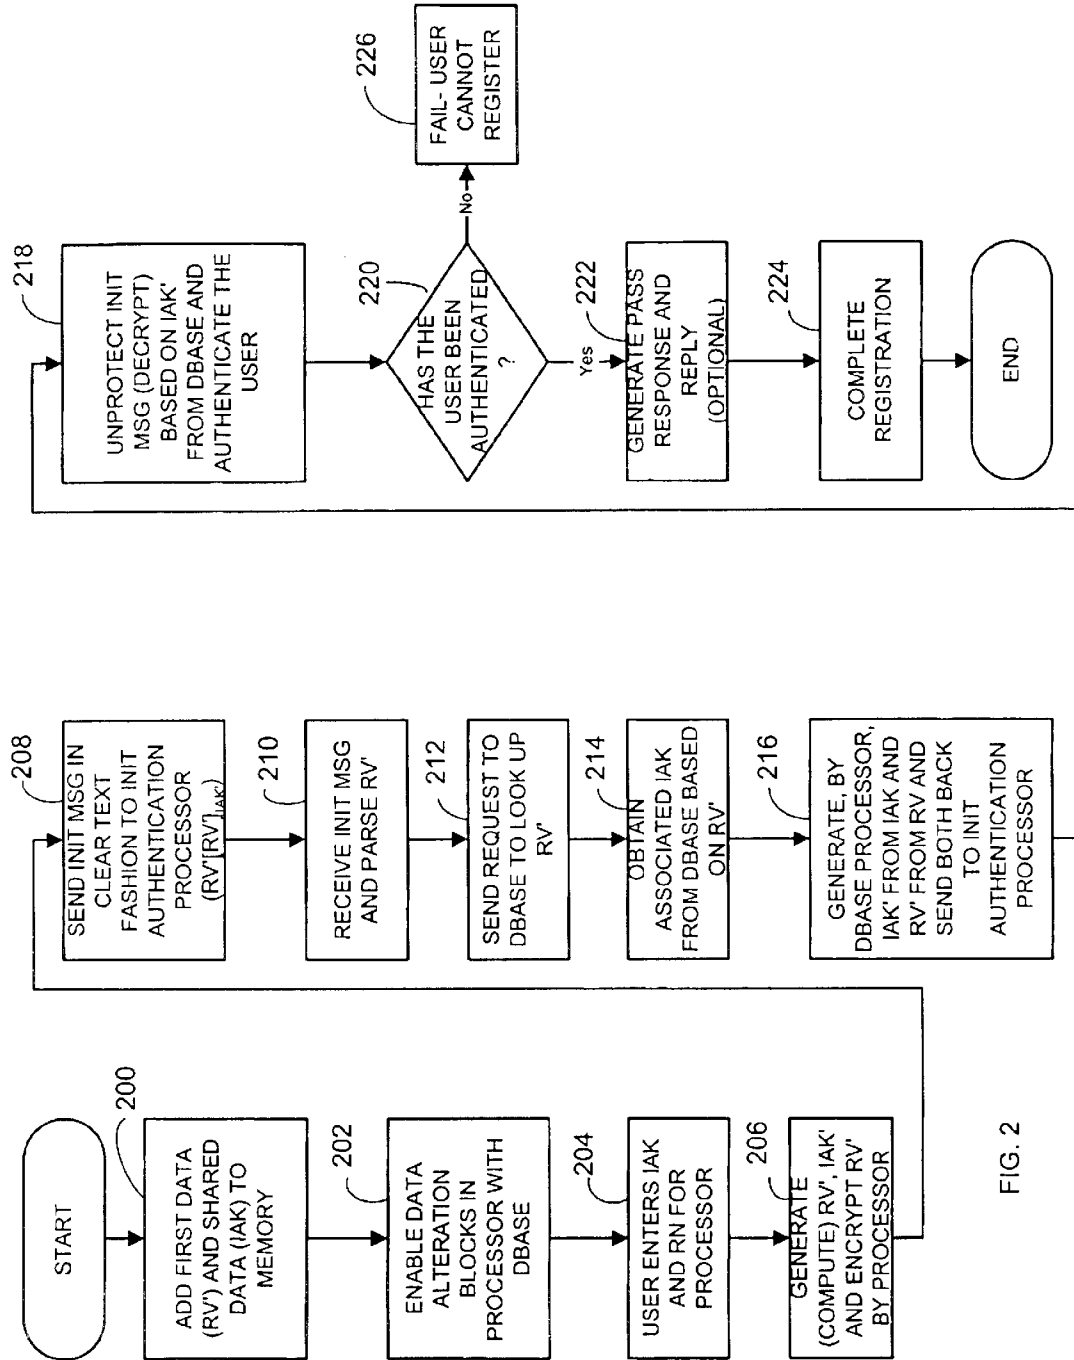 START
200
ADD FIRST DATA
(RV') AND SHARED
DATA (IAK) TO
MEMORY
202
ENABLE DATA
ALTERATION
BLOCKS IN
PROCESSOR WITH
DBASE
204
USER ENTERS IAK
AND RN FOR
PROCESSOR
206
GENERATE
(COMPUTE) RV', IAK'
AND ENCRYPT RV'
BY PROCESSOR
208
SEND INIT MSG IN
CLEAR TEXT
FASHION TO INIT
AUTHENTICATION
PROCESSOR
(RV'[RV']IAK')
210
RECEIVE INIT MSG
AND PARSE RV'
212
SEND REQUEST TO
DBASE TO LOOK UP
RV'
214
OBTAIN
ASSOCIATED IAK
FROM DBASE BASED
ON RV'
216
GENERATE, BY
DBASE PROCESSOR,
IAK' FROM IAK AND
RV' FROM RV AND
SEND BOTH BACK
TO INIT
AUTHENTICATION
PROCESSOR
218
UNPROTECT INIT
MSG (DECRYPT)
BASED ON IAK'
FROM DBASE AND
AUTHENTICATE THE
USER
220
HAS THE
USER BEEN
AUTHENTICATED
?
No
226
FAIL- USER
CANNOT
REGISTER
Yes
222
GENERATE PASS
RESPONSE AND
REPLY
(OPTIONAL)
224
COMPLETE
REGISTRATION
END
FIG. 2